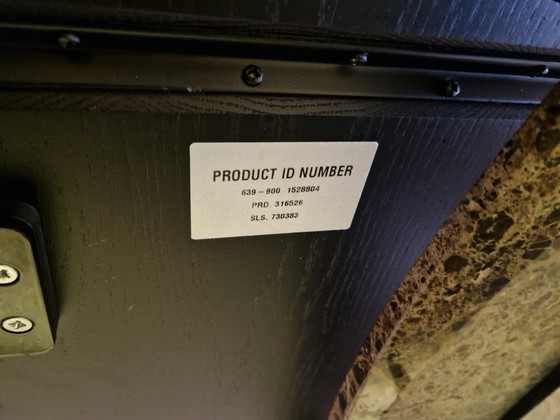 PRODUCT ID NUMBER
639-900 1528804
PRD. 316526
SLS. 730383